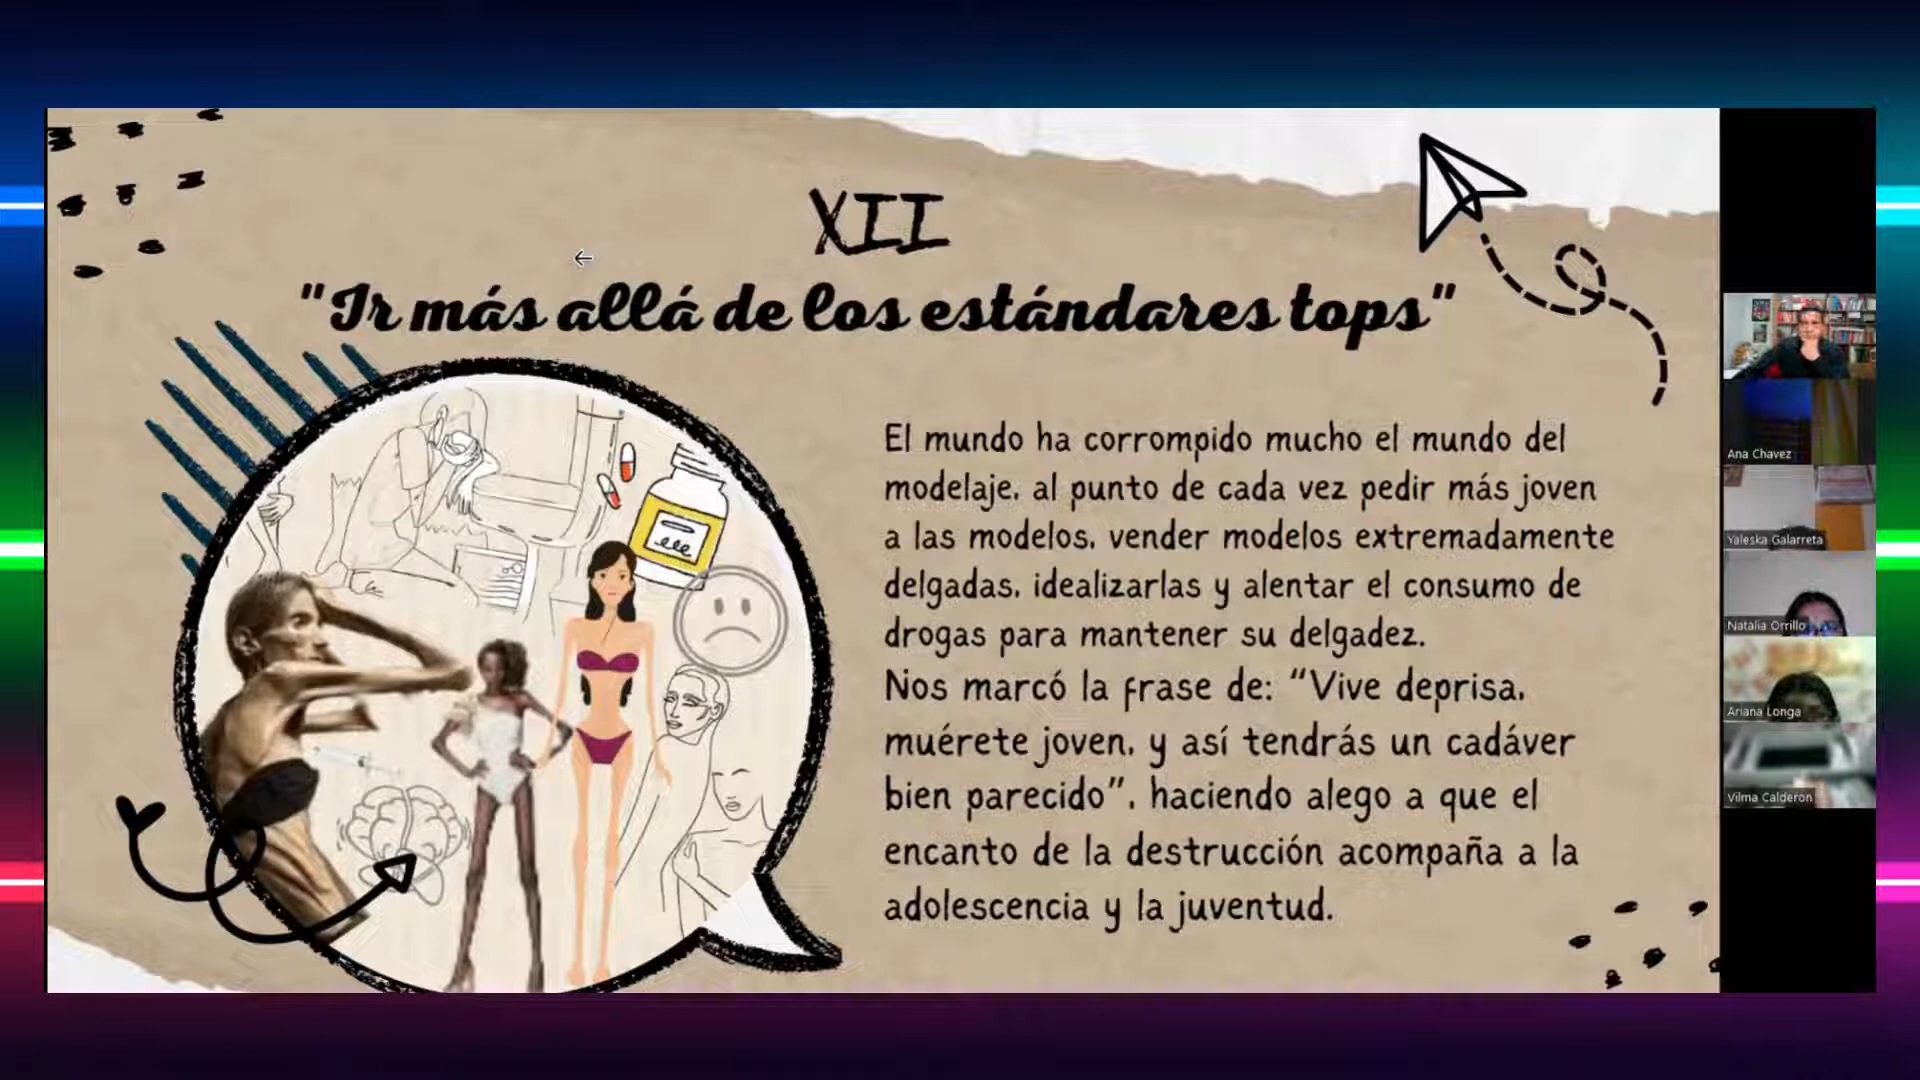 XII
"Ir más allá de los estándares tops"
El mundo ha corrompido mucho el mundo del
modelaje, al punto de cada vez pedir más joven
a las modelos, vender modelos extremadamente
delgadas, idealizarlas y alentar el consumo de
drogas para mantener su delgadez.
Nos marcó la frase de: “Vive deprisa,
muérete joven, y así tendrás un cadáver
bien parecido”, haciendo alego a que el
encanto de la destrucción acompaña a la
adolescencia y la juventud.
Ana Chavez
Yaleska Galarreta
Natalia Orrillo
Ariana Longa
Vilma Calderon